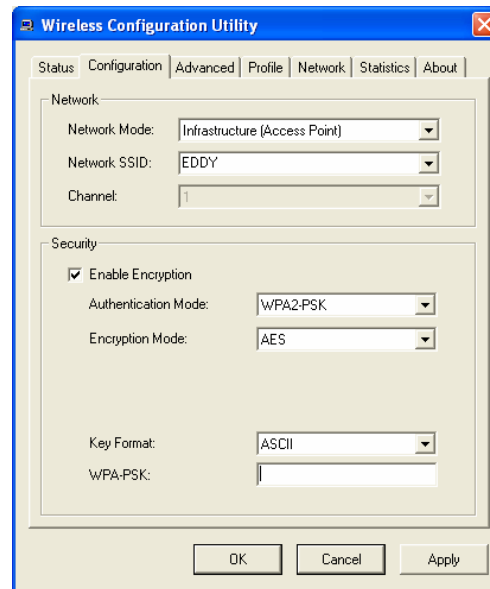 Wireless Configuration Utility
Status Configuration Advanced Profile Network Statistics About
Network
Network Mode: Infrastructure (Access Point)
Network SSID: EDDY
Channel: 1
Security
Enable Encryption
Authentication Mode: WPA2-PSK
Encryption Mode: AES
Key Format: ASCII
WPA-PSK:
OK Cancel Apply